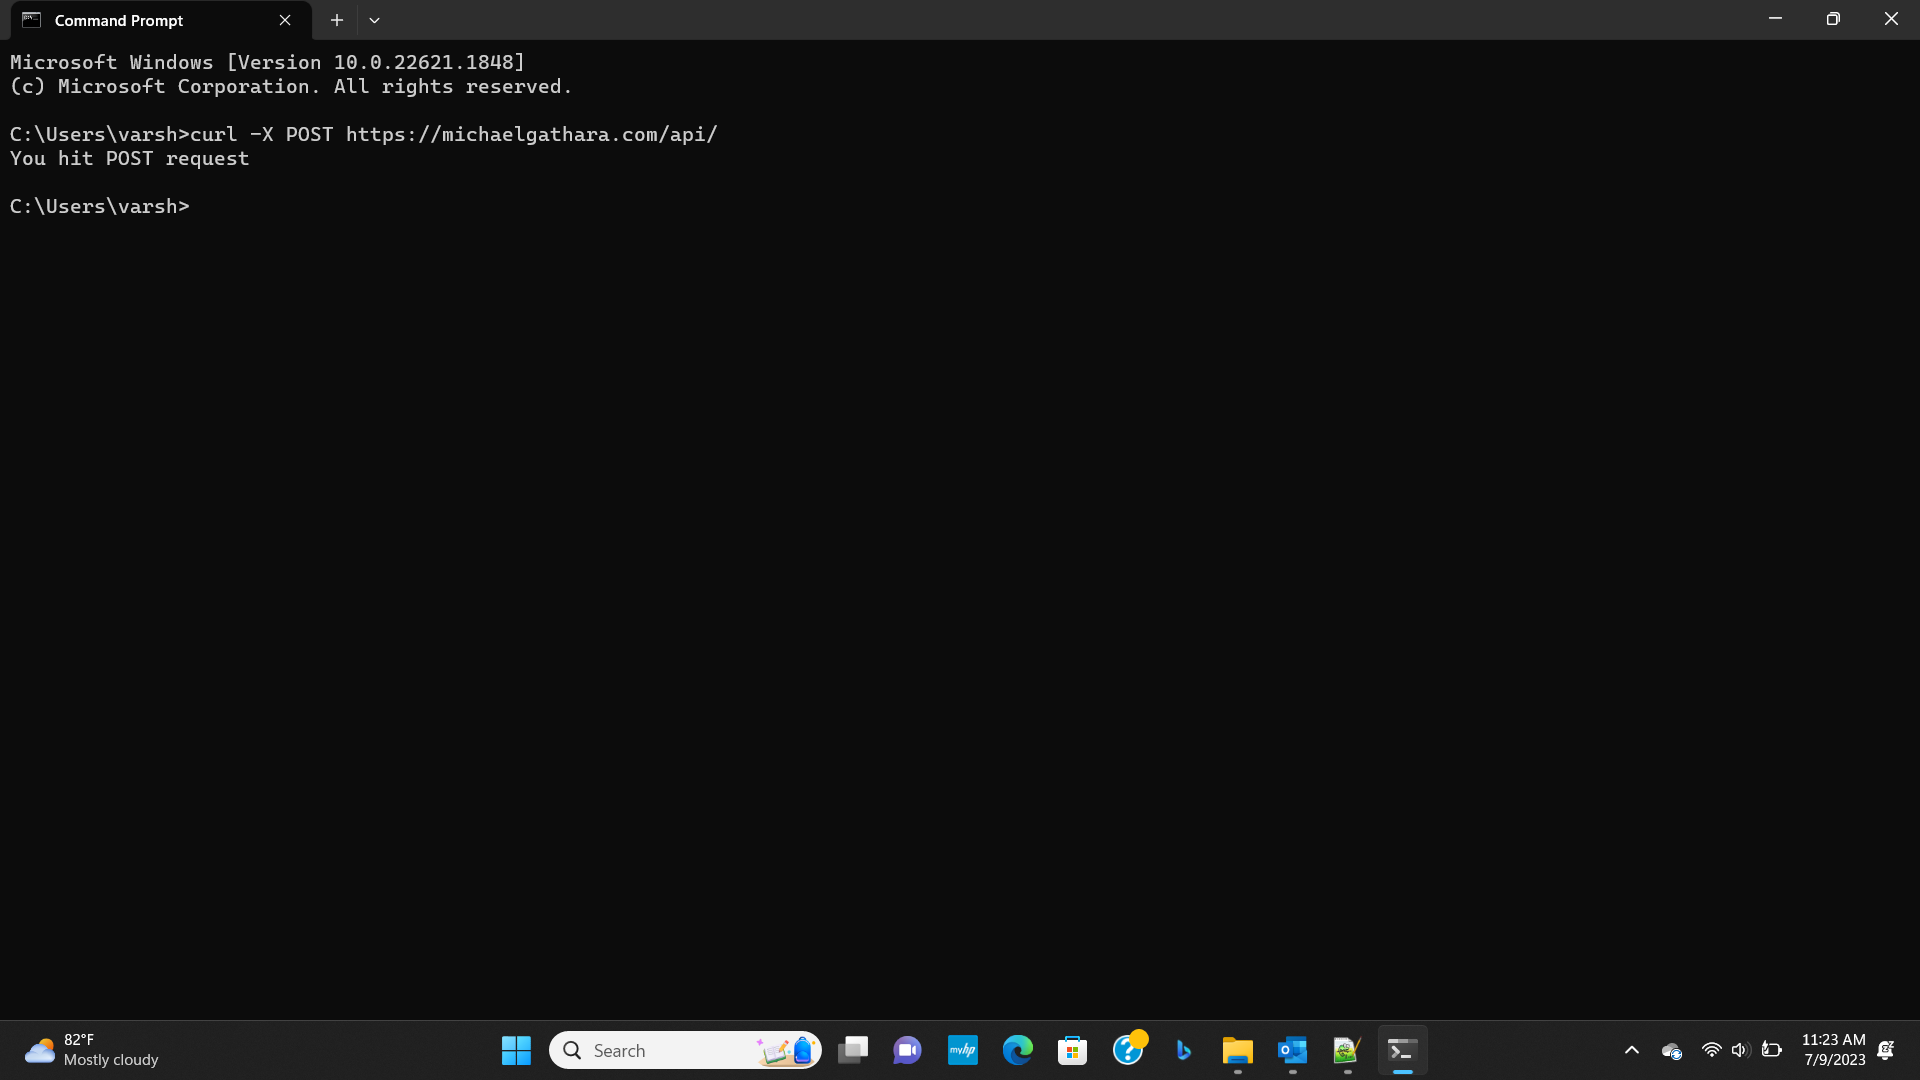 Command Prompt
Microsoft Windows [Version 10.0.22621.1848]
(c) Microsoft Corporation. All rights reserved.
C:\Users\varsh>curl -X POST https://michaelgathara.com/api/
You hit POST request
C:\Users\varsh>
82°F
Mostly cloudy
Search
myhp
11:23 AM
7/9/2023